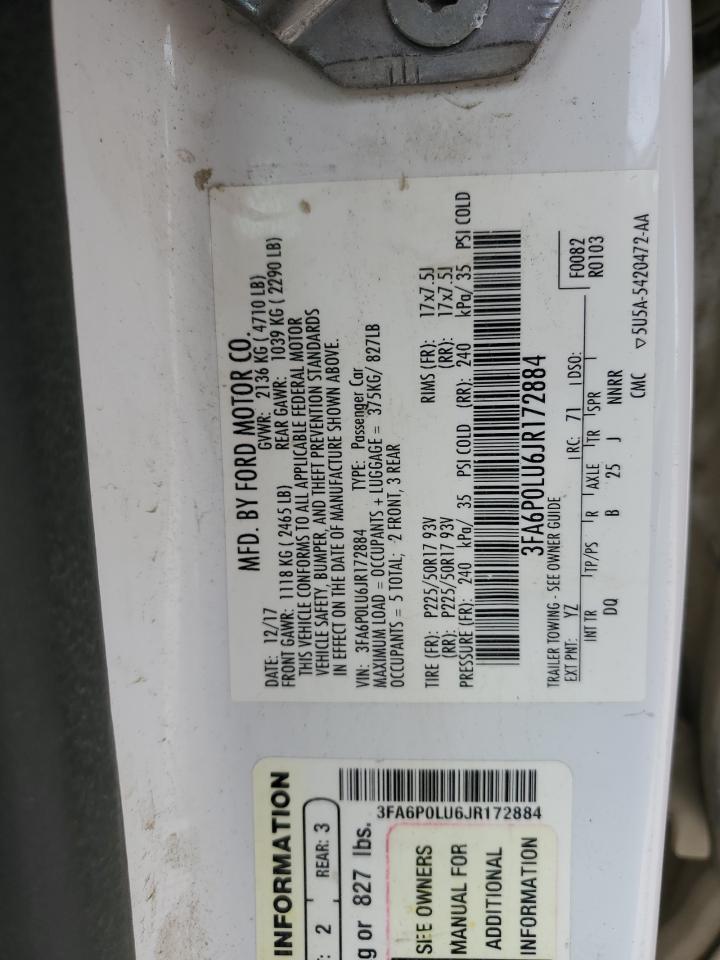 MFD. BY FORD MOTOR CO.
DATE: 12/17 GVWR: 2136 KG ( 4710 LB)
FRONT GAWR: 1118 KG ( 2465 LB) REAR GAWR: 1039 KG ( 2290 LB)
THIS VEHICLE CONFORMS TO ALL APPLICABLE FEDERAL MOTOR
VEHICLE SAFETY, BUMPER, AND THEFT PREVENTION STANDARDS
IN EFFECT ON THE DATE OF MANUFACTURE SHOWN ABOVE.
VIN: 3FA6P0LU6JR172884 TYPE: Passenger Car
MAXIMUM LOAD = OCCUPANTS + LUGGAGE = 375KG/ 827LB
OCCUPANTS = 5 TOTAL; 2 FRONT, 3 REAR
TIRE (FR): P225/50R17 93V RIMS (FR): 17x7.5J
(RR): P225/50R17 93V (RR): 17x7.5J
PRESSURE (FR): 240 kPa/ 35 PSI COLD (RR): 240 kPa/ 35 PSI COLD
3FA6P0LU6JR172884
TRAILER TOWING - SEE OWNER GUIDE
EXT PNT: YZ RC: 71 DSO: F0082
R0103
INT TR TP/PS R AXLE TR SPR
DQ B 25 J NNRR
CMC ▽5U5A-5420472-AA
INFORMATION
: 2 REAR: 3
g or 827 lbs.
3FA6P0LU6JR172884
SEE OWNERS
MANUAL FOR
ADDITIONAL
INFORMATION